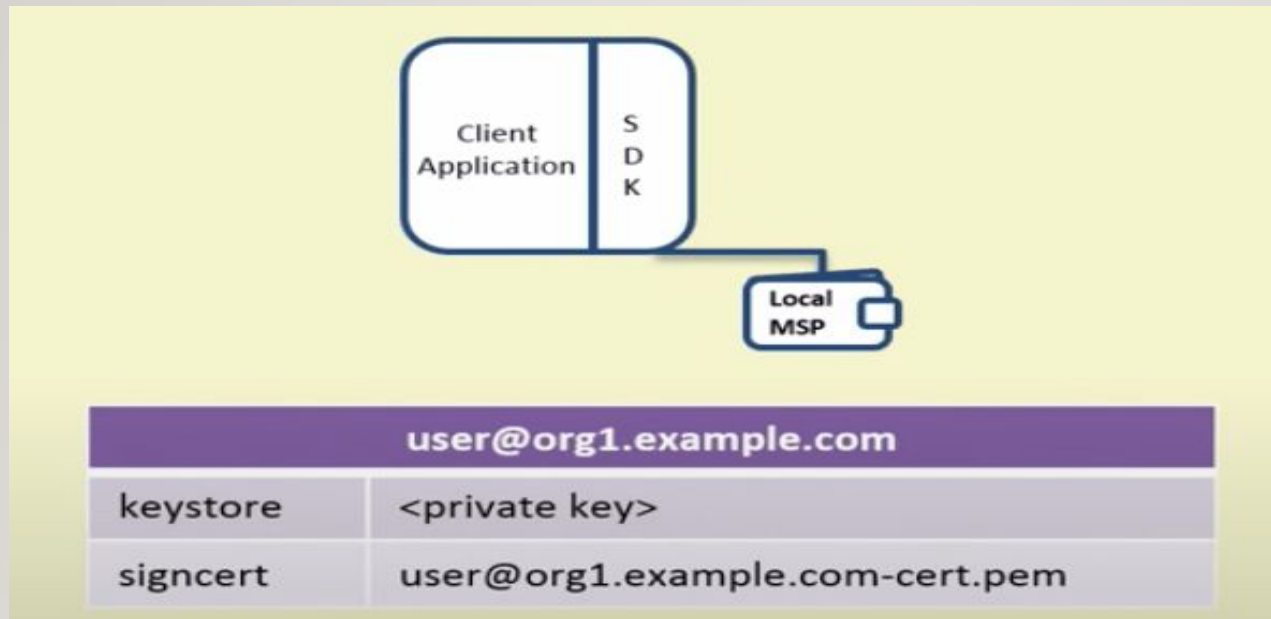 Client
Application
S
D
K
Local
MSP
user@org1.example.com
keystore <private key>
signcert user@org1.example.com-cert.pem